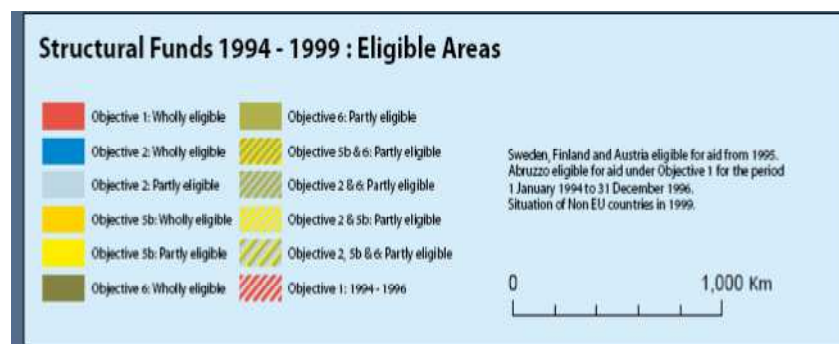 Structural Funds 1994 - 1999 : Eligible Areas
Objective 1: Wholly eligible
Objective 2: Wholly eligible
Objective 2: Partly eligible
Objective 5b: Wholly eligible
Objective 5b: Partly eligible
Objective 6: Wholly eligible
Objective 6: Partly eligible
Objective 5b & 6: Partly eligible
Objective 2 & 6: Partly eligible
Objective 2 & 5b: Partly eligible
Objective 2, 5b & 6: Partly eligible
Objective 1: 1994 - 1996
Sweden, Finland and Austria eligible for aid from 1995.
Abruzzo eligible for aid under Objective 1 for the period
1 January 1994 to 31 December 1996.
Situation of Non EU countries in 1999.
0 1,000 Km